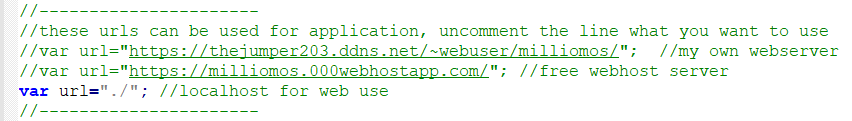 //----------------------
//these urls can be used for application, uncomment the line what you want to use
//var url="https://thejumper203.ddns.net/~webuser/milliomos/";  //my own webserver
//var url="https://milliomos.000webhostapp.com/"; //free webhost server
var url="./"; //localhost for web use
//----------------------